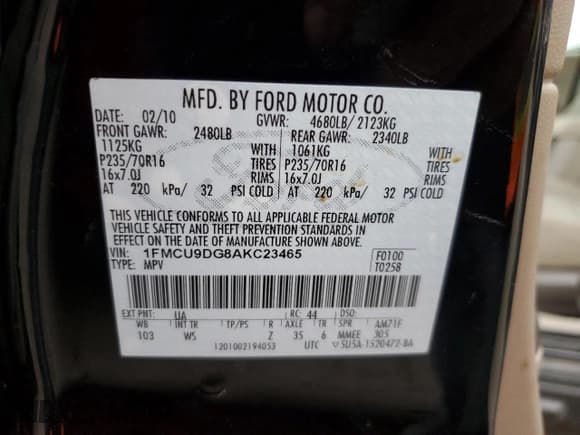 MFD. BY FORD MOTOR CO.
DATE: 02/10 GVWR: 4680LB/ 2123KG
FRONT GAWR: 2480LB REAR GAWR: 2340LB
1125KG WITH 1061KG WITH
P235/70R16 TIRES P235/70R16 TIRES
16x7.0J RIMS 16x7.0J RIMS
AT 220 kPa/ 32 PSI COLD AT 220 kPa/ 32 PSI COLD
THIS VEHICLE CONFORMS TO ALL APPLICABLE FEDERAL MOTOR
VEHICLE SAFETY AND THEFT PREVENTION STANDARDS IN
EFFECT ON THE DATE OF MANUFACTURE SHOWN ABOVE.
VIN: 1FMCU9DG8AKC23465 F0100
TYPE: MPV T0258
EXT PNT: UA RC: 44 DSO:
WB INT TR TP/PS R AXLE TR SPR AM71F
103 WS Z 35 6 MMEE 305
1201002194053 UTC ▽SU5A-1520472-BA
Ford